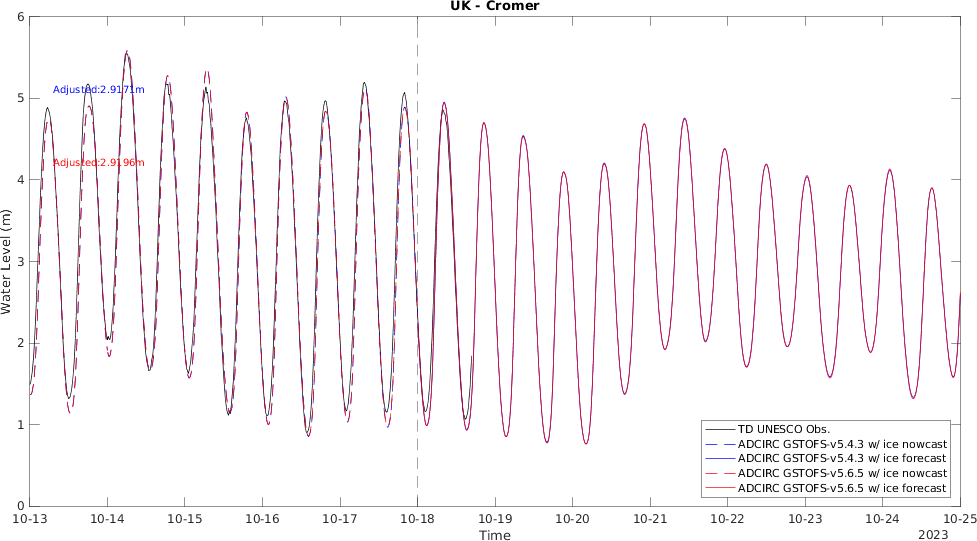 UK - Cromer
6
5
4
3
2
1
0
Water Level (m)
Adjusted:2.9171m
Adjusted:2.9196m
TD UNESCO Obs.
ADCIRC GSTOFS-v5.4.3 w/ ice nowcast
ADCIRC GSTOFS-v5.4.3 w/ ice forecast
ADCIRC GSTOFS-v5.6.5 w/ ice nowcast
ADCIRC GSTOFS-v5.6.5 w/ ice forecast
10-13 10-14 10-15 10-16 10-17 10-18 10-19 10-20 10-21 10-22 10-23 10-24 10-25
Time
2023